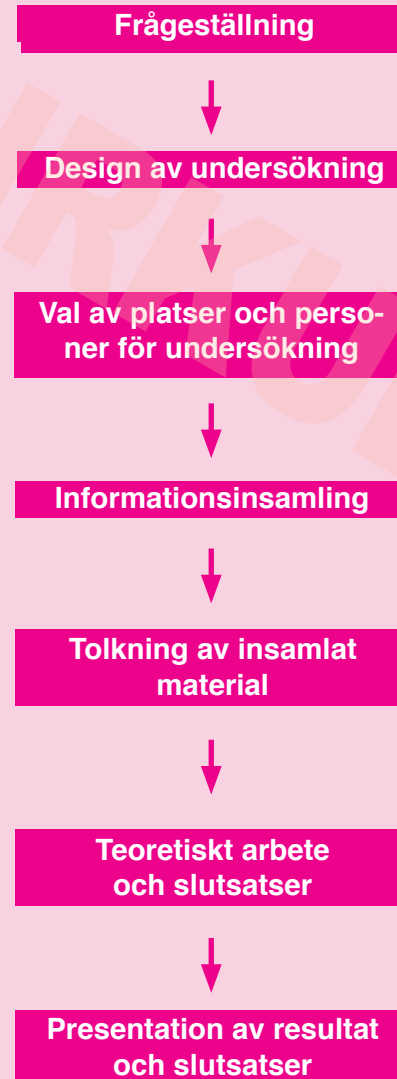 Frågeställning
Design av undersökning
Val av platser och perso-
ner för undersökning
Informationsinsamling
Tolkning av insamlat
material
Teoretiskt arbete
och slutsatser
Presentation av resultat
och slutsatser